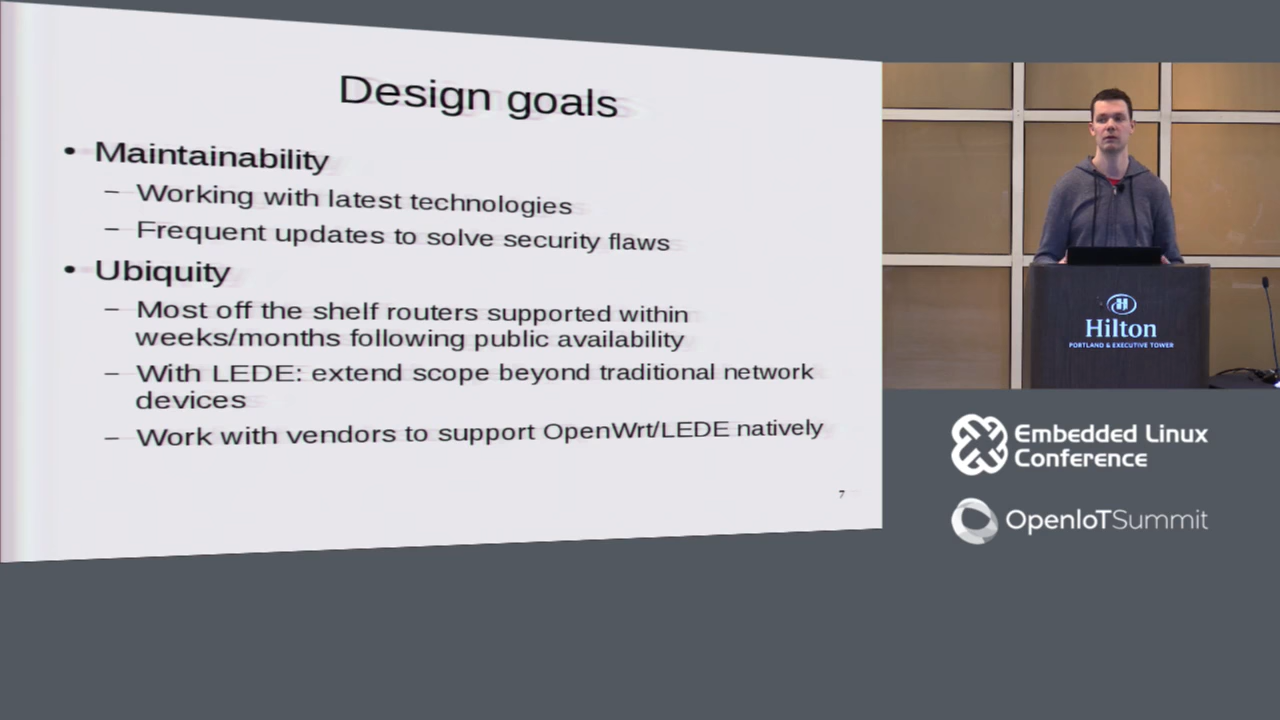 Design goals
• Maintainability
– Working with latest technologies
– Frequent updates to solve security flaws
• Ubiquity
– Most off the shelf routers supported within
weeks/months following public availability
– With LEDE: extend scope beyond traditional network
devices
– Work with vendors to support OpenWrt/LEDE natively
7
Hilton
PORTLAND & EXECUTIVE TOWER
Embedded Linux
Conference
OpenIoTSummit